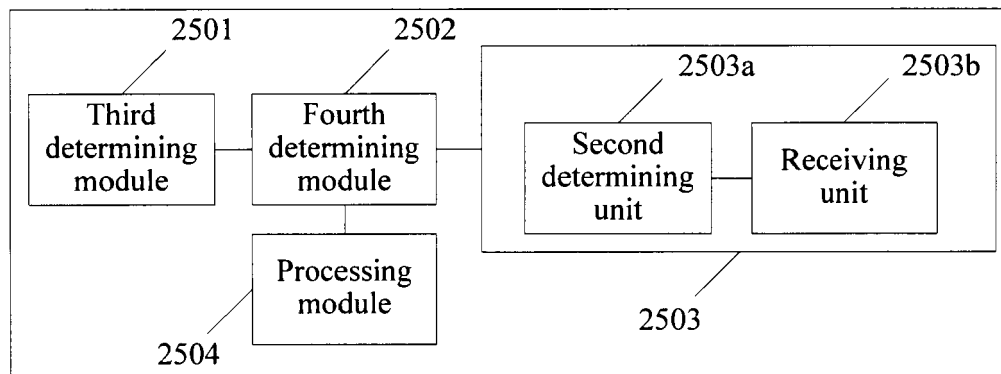 2501
2502
2503a
2503b
Third
determining
module
Fourth
determining
module
Second
determining
unit
Receiving
unit
Processing
module
2504
2503